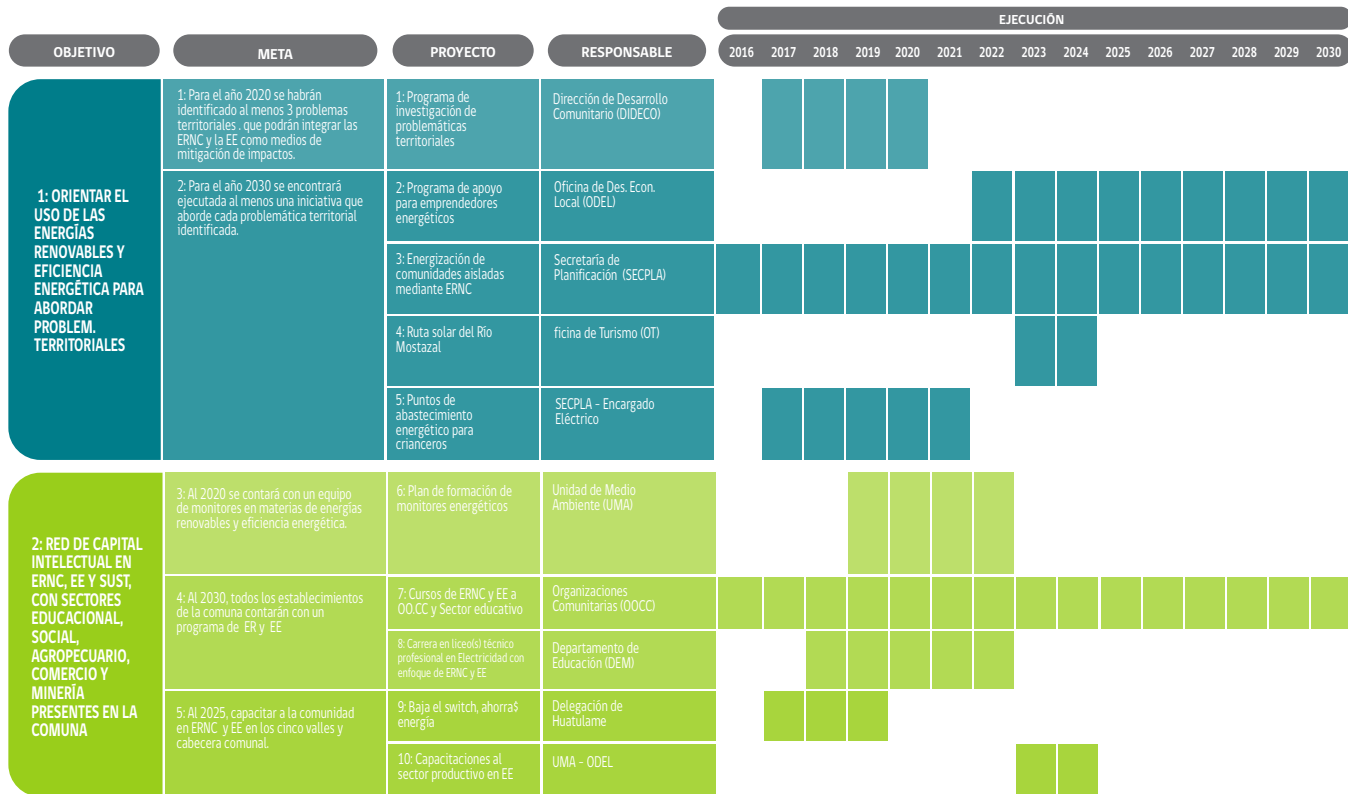 EJECUCIÓN
OBJETIVO
META
PROYECTO
RESPONSABLE
2016 2017 2018 2019 2020 2021 2022 2023 2024 2025 2026 2027 2028 2029 2030
1: ORIENTAR EL
USO DE LAS
ENERGÍAS
RENOVABLES Y
EFICIENCIA
ENERGÉTICA PARA
ABORDAR
PROBLEM.
TERRITORIALES
1: Para el año 2020 se habrán
identificado al menos 3 problemas
territoriales . que podrán integrar las
ERNC y la EE como medios de
mitigación de impactos.
1: Programa de
investigación de
problemáticas
territoriales
Dirección de Desarrollo
Comunitario (DIDECO)
2: Para el año 2030 se encontrará
ejecutada al menos una iniciativa que
aborde cada problemática territorial
identificada.
2: Programa de apoyo
para emprendedores
energéticos
Oficina de Des. Econ.
Local (ODEL)
3: Energización de
comunidades aisladas
mediante ERNC
Secretaría de
Planificación (SECPLA)
4: Ruta solar del Río
Mostazal
ficina de Turismo (OT)
5: Puntos de
abastecimiento
energético para
crianceros
SECPLA - Encargado
Eléctrico
2: RED DE CAPITAL
INTELECTUAL EN
ERNC, EE Y SUST,
CON SECTORES
EDUCACIONAL,
SOCIAL,
AGROPECUARIO,
COMERCIO Y
MINERÍA
PRESENTES EN LA
COMUNA
3: Al 2020 se contará con un equipo
de monitores en materias de energías
renovables y eficiencia energética.
6: Plan de formación de
monitores energéticos
Unidad de Medio
Ambiente (UMA)
4: Al 2030, todos los establecimientos
de la comuna contarán con un
programa de ER y EE
7: Cursos de ERNC y EE a
OO.CC y Sector educativo
Organizaciones
Comunitarias (OOCC)
8: Carrera en liceo(s) técnico
profesional en Electricidad con
enfoque de ERNC y EE
Departamento de
Educación (DEM)
5: Al 2025, capacitar a la comunidad
en ERNC y EE en los cinco valles y
cabecera comunal.
9: Baja el switch, ahorra$
energía
Delegación de
Huatulame
10: Capacitaciones al
sector productivo en EE
UMA - ODEL